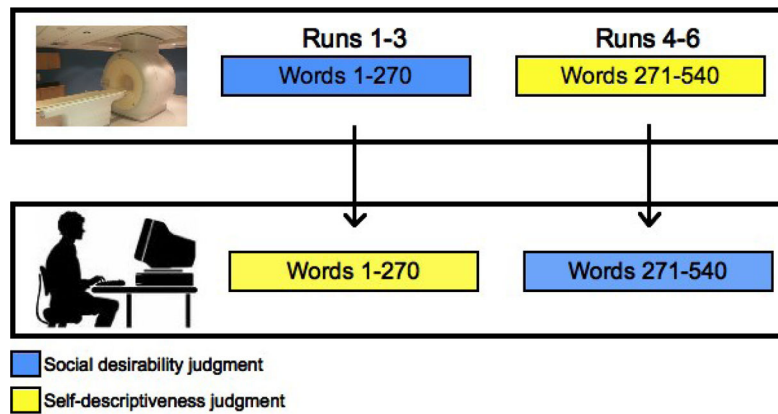 Runs 1-3
Runs 4-6
Words 1-270
Words 271-540
Words 1-270
Words 271-540
Social desirability judgment
Self-descriptiveness judgment